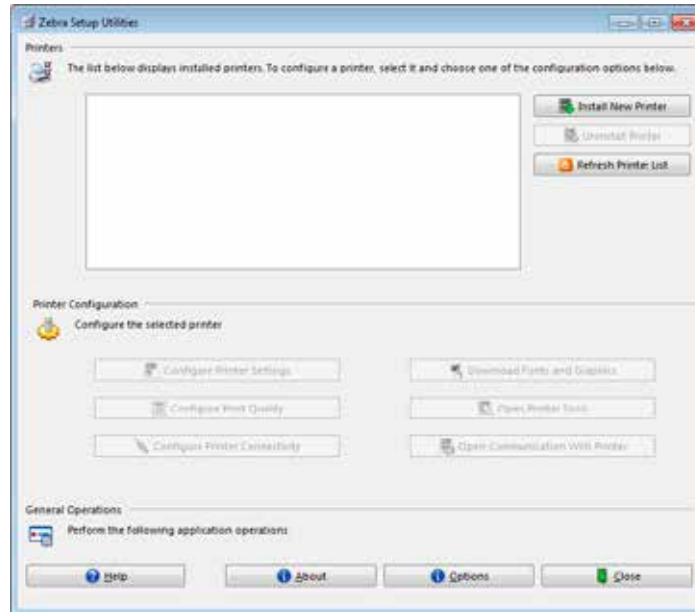 Zebra Setup Utilities
Printers
The list below displays installed printers. To configure a printer, select it and choose one of the configuration options below.
Install New Printer
Uninstall Printer
Refresh Printer List
Printer Configuration
Configure the selected printer
Configure Printer Settings
Download Fonts and Graphics
Configure Print Quality
Open Printer Tools
Configure Printer Connectivity
Open Communication With Printer
General Operations
Perform the following application operations
Help
About
Options
Close